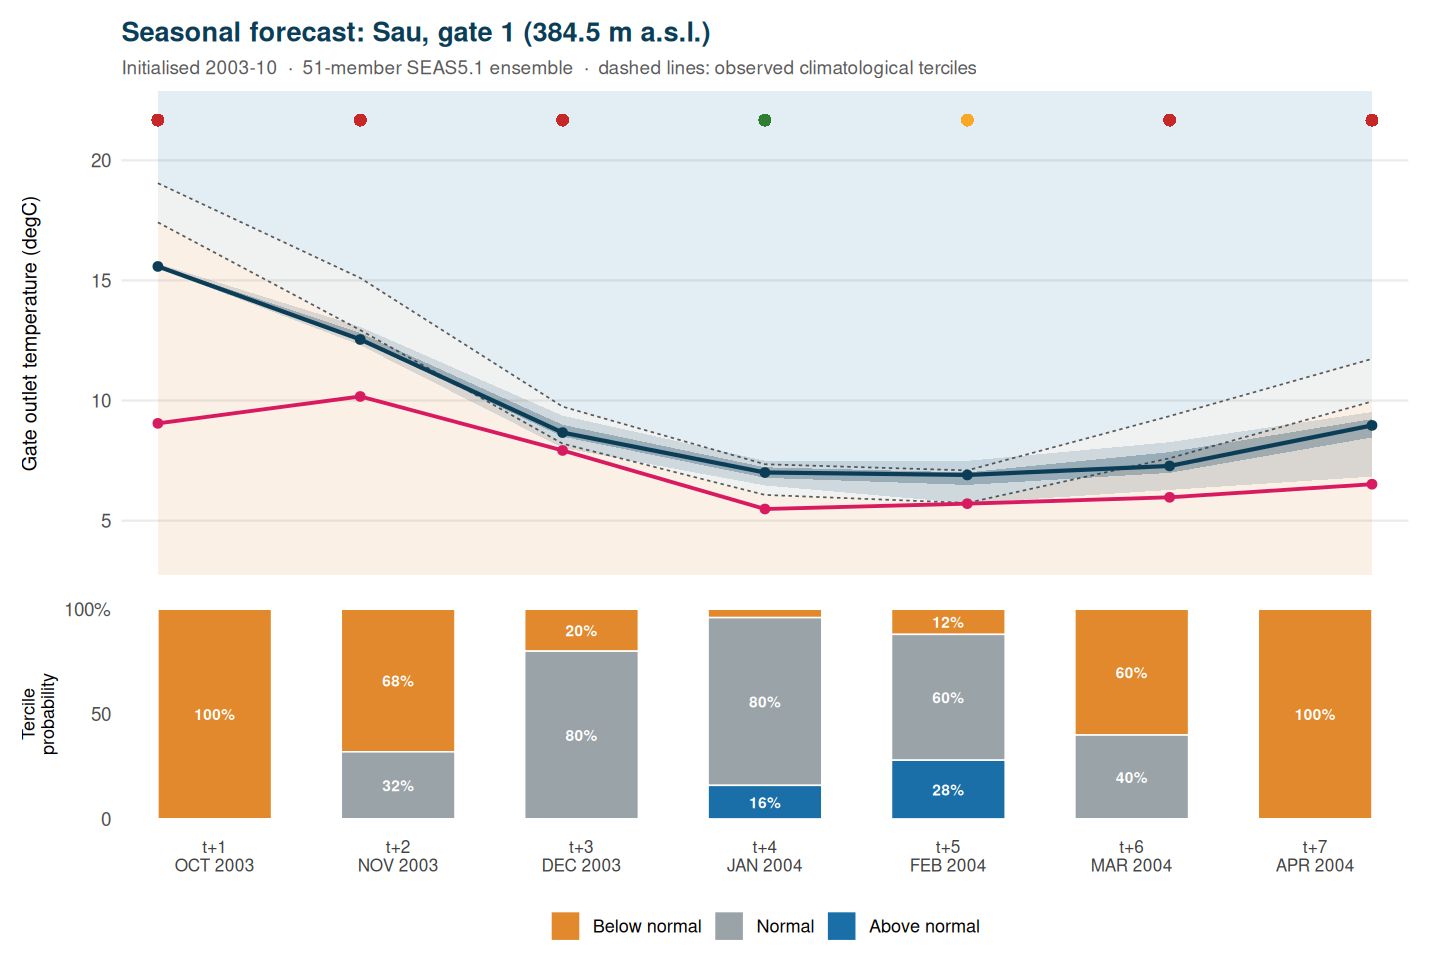 Seasonal forecast: Sau, gate 1 (384.5 m a.s.l.)
Initialised 2003-10 · 51-member SEAS5.1 ensemble · dashed lines: observed climatological terciles
Gate outlet temperature (degC)
20
15
10
5
Tercile
probability
100%
50
0
100%
68%
32%
20%
80%
80%
16%
12%
60%
28%
60%
40%
100%
t+1
OCT 2003
t+2
NOV 2003
t+3
DEC 2003
t+4
JAN 2004
t+5
FEB 2004
t+6
MAR 2004
t+7
APR 2004
Below normal
Normal
Above normal